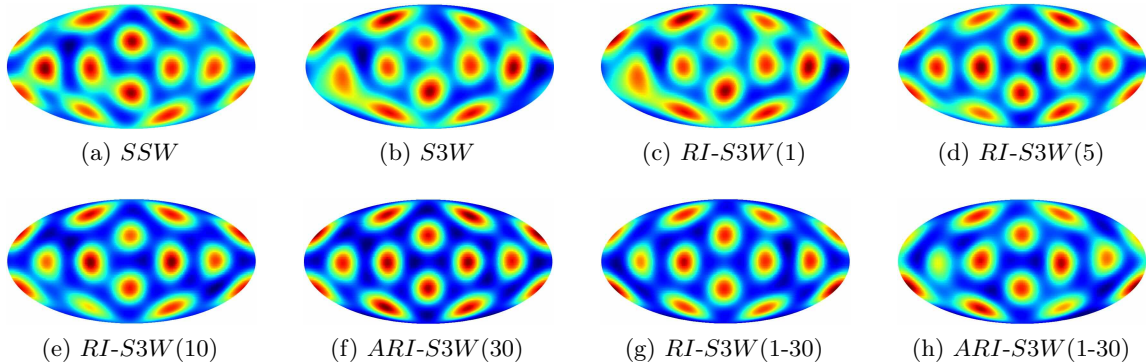 (a) SSW
(b) S3W
(c) RI-S3W(1)
(d) RI-S3W(5)
(e) RI-S3W(10)
(f) ARI-S3W(30)
(g) RI-S3W(1-30)
(h) ARI-S3W(1-30)